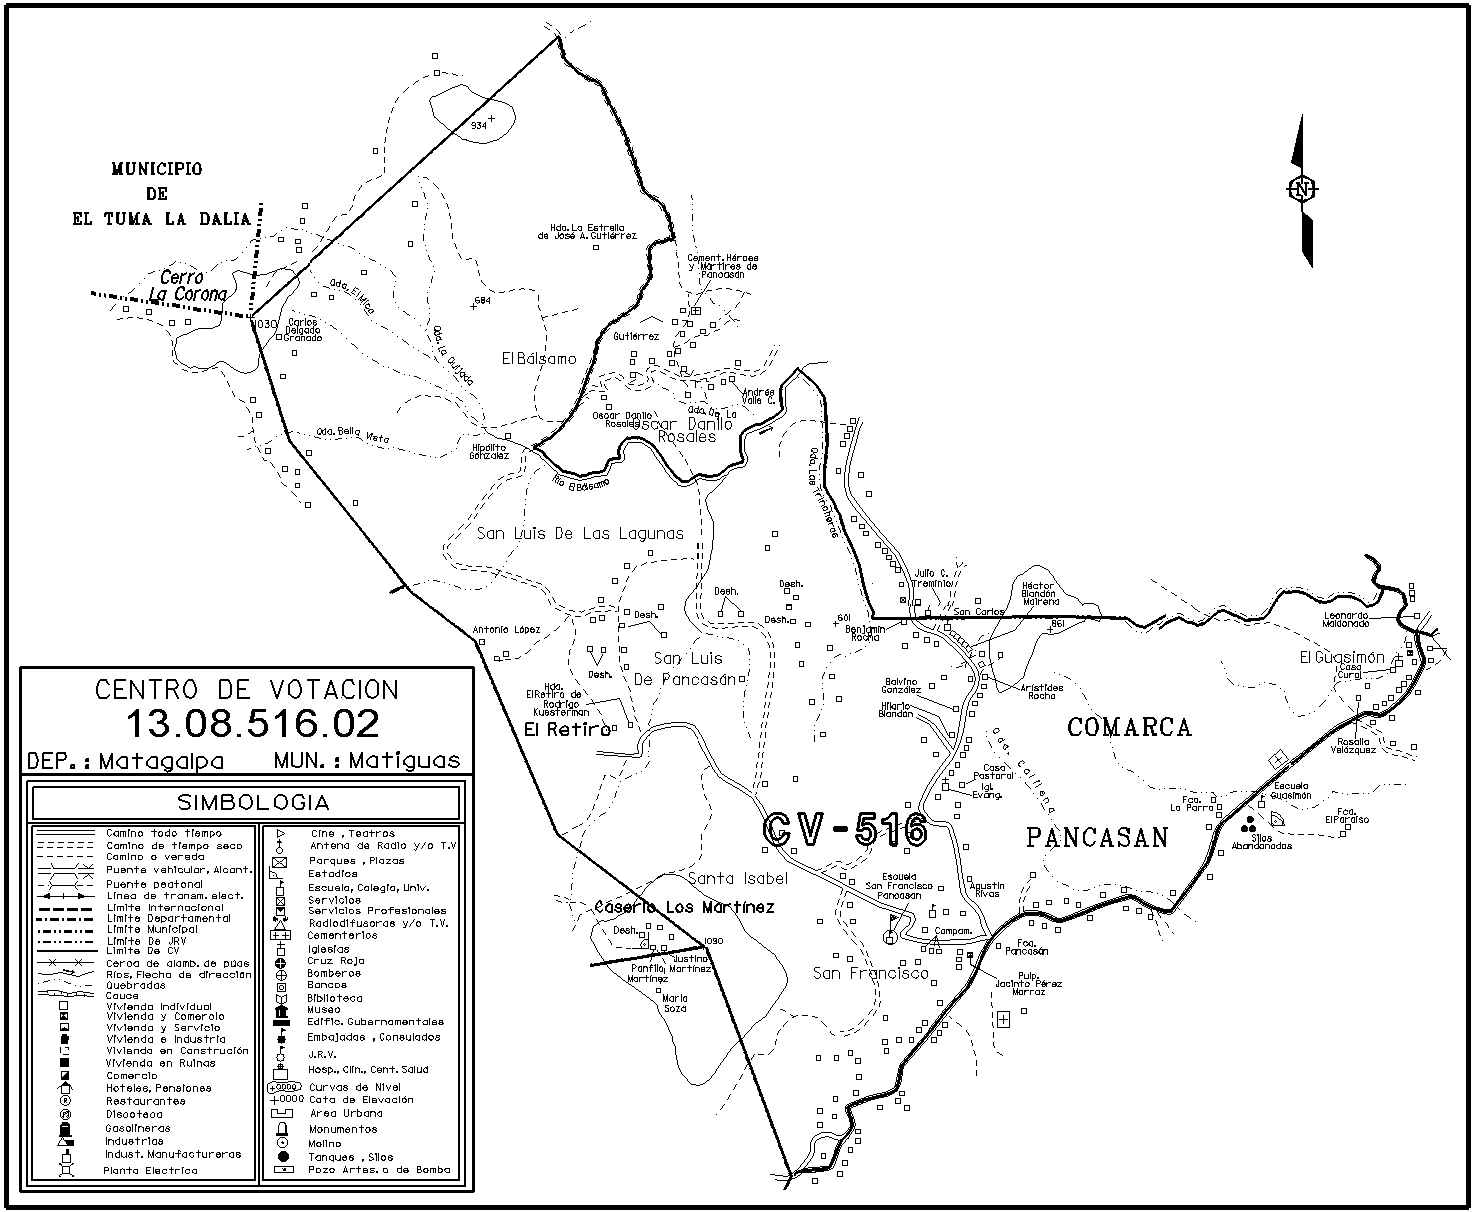 MUNICIPIO
DE
EL TUMA LA DALIA
Cerro
La Corona
1030
Carlos
Delgado
Granado
934
Hda. La Estrella
de José A. Gutiérrez
Cement. Héroes
y Mártires de
Pancasán
Qda. El Mico
684
Qda. La Quijada
El Bálsamo
Gutiérrez
Andrés
Valle C.
Qda. De La
Oscar Danilo
Rosales
Oscar Danilo
Rosales
Qda. Bella Vista
Hipólito
González
Río El Bálsamo
Qda. Las Trincheras
San Luis De Las Lagunas
Desh.
Desh.
Desh.
Desh.
Desh.
601
Julio C.
Treminio
Benjamin
Rocha
San Carlos
Héctor
Blandón
Mairena
861
Leonardo
Maldonado
Antonio López
San Luis
De Pancasán
Hda.
El Retiro de
Rodrigo
Kuesterman
El Retiro
Balvino
González
Hilario
Blandón
Arístides
Rocha
El Guasimón
Casa
Cural
Rosalía
Velázquez
COMARCA
PANCASAN
Qda. Cailiena
Casa
Pastoral
Igl.
Evang.
Fca.
La Parra
Escuela
Guasimón
Fca.
El Paraíso
Silos
Abandonados
CV-516
Santa Isabel
Caserío Los Martínez
Desh.
1090
Justino
Martínez
Panfilo
Martínez
María
Soza
Escuela
San Francisco
Pancasan
Agustin
Rivas
Campam.
San Francisco
Fca.
Pancasán
Pulp.
Jacinto Pérez
Marraz
N
CENTRO DE VOTACION
13.08.516.02
DEP.: Matagalpa MUN.: Matiguas
SIMBOLOGIA
Camino todo tiempo
Camino de tiempo seco
Camino o vereda
Puente vehicular, Alcant.
Puente peatonal
Línea de transm. elect.
Límite Internacional
Límite Departamental
Límite Municipal
Límite De JRV
Límite De CV
Cerca de alamb. de púas
Ríos, Flecha de dirección
Quebradas
Cauce
Vivienda Individual
Vivienda y Comercio
Vivienda y Servicio
Vivienda e Industria
Vivienda en Construción
Vivienda en Ruinas
Comercio
Hoteles, Pensiones
Restaurantes
Discoteca
Gasolineras
Industrias
Indust. Manufactureras
Planta Electrica
Cine, Teatros
Antena de Radio y/o T.V
Parques, Plazas
Estadios
Escuela, Colegio, Univ.
Servicios
Servicios Profesionales
Radiodifusoras y/o T.V.
Cementerios
Iglesias
Cruz Roja
Bomberos
Bancos
Biblioteca
Museo
Edific. Gubernamentales
Embajadas, Consulados
J.R.V.
Hosp., Clin., Cent. Salud
Curvas de Nivel
+0000 Cota de Elevación
Area Urbana
Monumentos
Molino
Tanques, Silos
Pozo Artes. o de Bomba